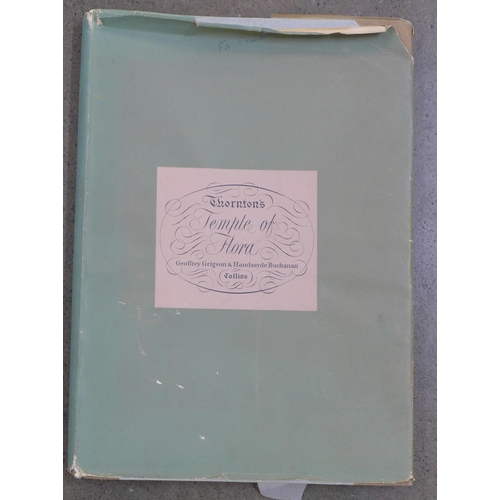 Thornton's
Temple of
Flora
Geoffrey Grigson & Handasyde Buchanan
Collins